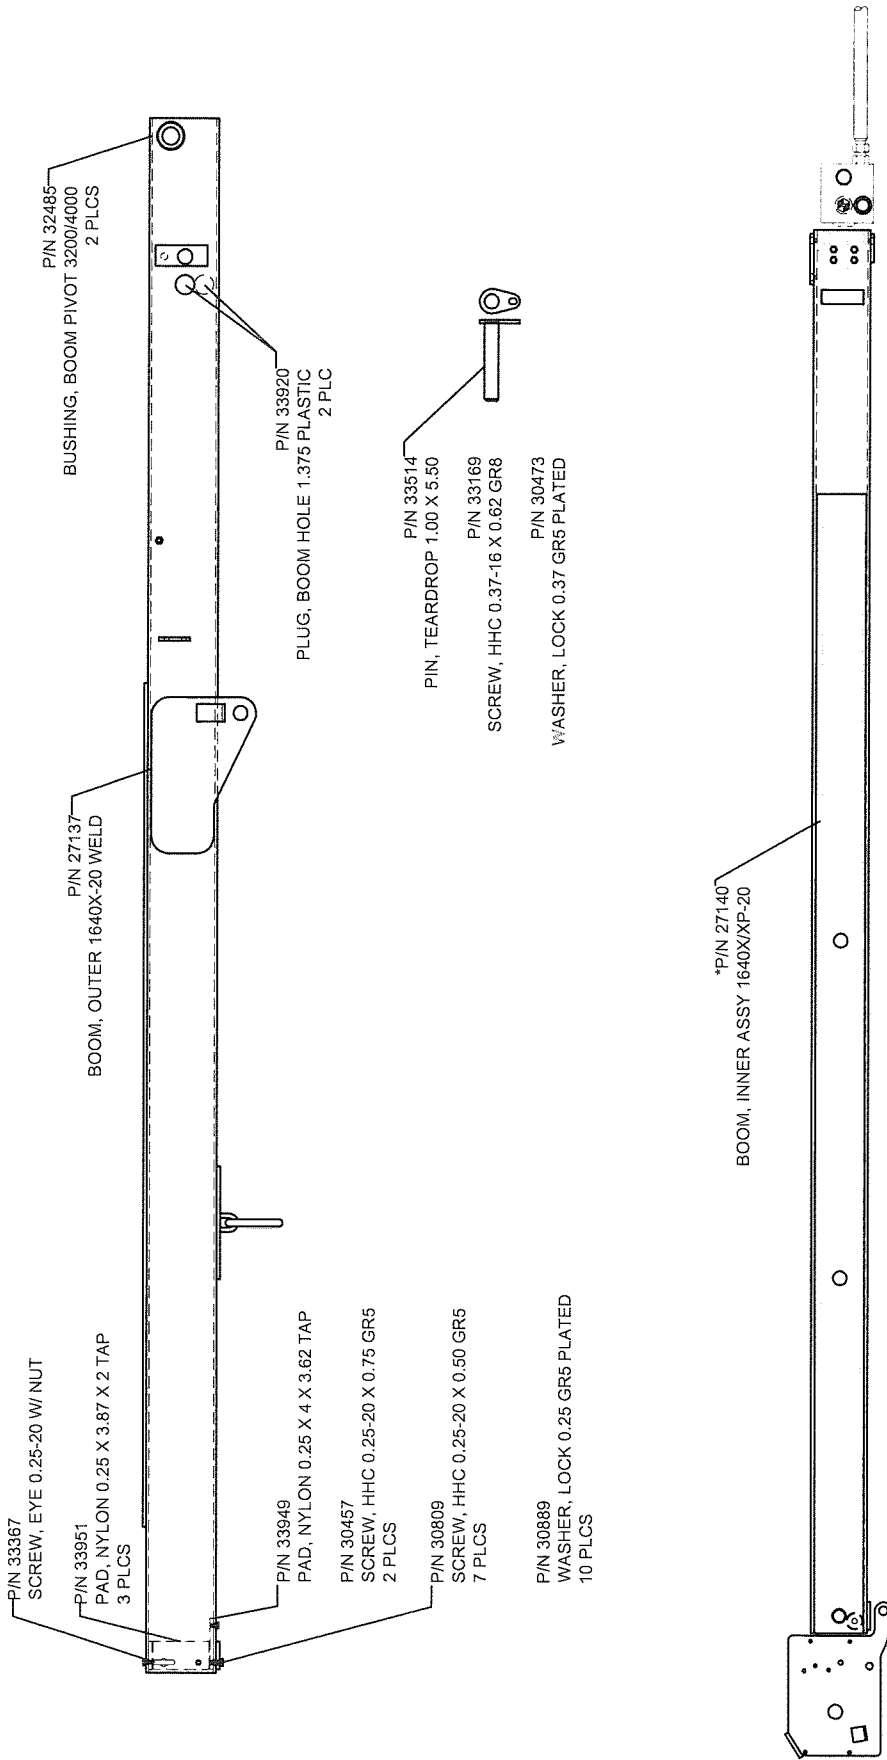 P/N 33367
SCREW, EYE 0.25-20 W/ NUT
P/N 33951
PAD, NYLON 0.25 X 3.87 X 2 TAP
3 PLCS
P/N 33949
PAD, NYLON 0.25 X 4 X 3.62 TAP
P/N 30457
SCREW, HHC 0.25-20 X 0.75 GR5
2 PLCS
P/N 30809
SCREW, HHC 0.25-20 X 0.50 GR5
7 PLCS
P/N 30889
WASHER, LOCK 0.25 GR5 PLATED
10 PLCS
P/N 27137
BOOM, OUTER 1640X-20 WELD
P/N 32485
BUSHING, BOOM PIVOT 3200/4000
2 PLCS
P/N 33920
PLUG, BOOM HOLE 1.375 PLASTIC
2 PLC
P/N 33514
PIN, TEARDROP 1.00 X 5.50
P/N 33169
SCREW, HHC 0.37-16 X 0.62 GR8
P/N 30473
WASHER, LOCK 0.37 GR5 PLATED
*P/N 27140
BOOM, INNER ASSY 1640X/XP-20